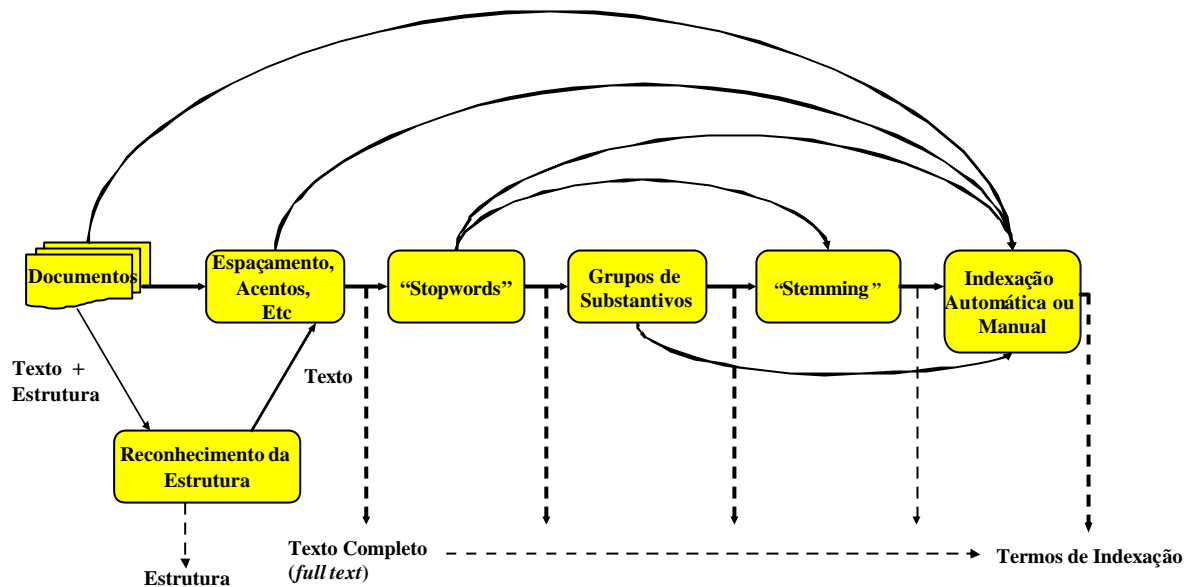 Documentos
Espaçamento,
Acentos,
Etc
“Stopwords”
Grupos de
Substantivos
“Stemming”
Indexação
Automática ou
Manual
Texto +
Estrutura
Texto
Reconhecimento da
Estrutura
Estrutura
Texto Completo
(full text)
Termos de Indexação